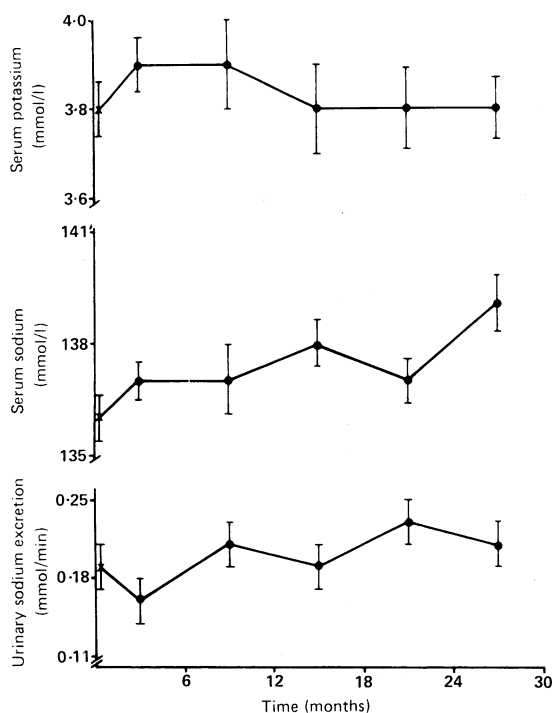 4·0
Serum potassium
(mmol/l)
3·8
3·6
141
Serum sodium
(mmol/l)
138
135
Urinary sodium excretion
(mmol/min)
0·25
0·18
0·11
6 12 18 24 30
Time (months)